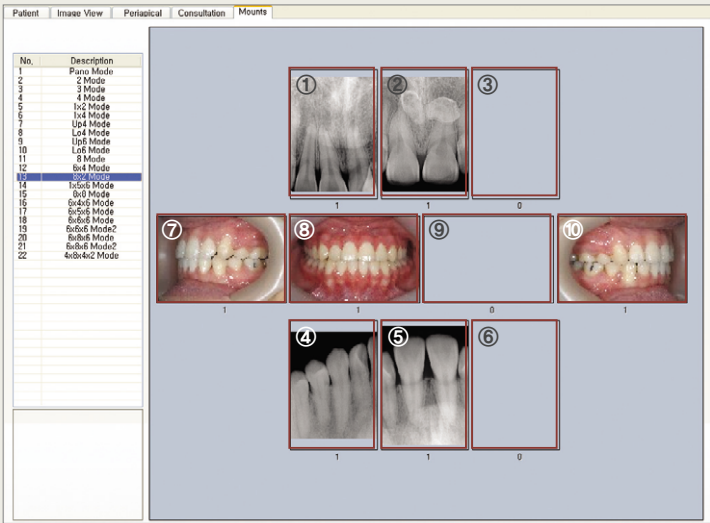 Patient Image View Periapical Consultation Mounts
No. Description
1 Pano Mode
2 2 Mode
3 3 Mode
4 4 Mode
5 1x2 Mode
6 1x4 Mode
7 Up4 Mode
8 Lo4 Mode
9 Up6 Mode
10 Lo6 Mode
11 8 Mode
12 6x4 Mode
13 8x2 Mode
14 1x5x6 Mode
15 8x8 Mode
16 6x4x6 Mode
17 6x5x6 Mode
18 6x6x6 Mode
19 6x6x6 Mode2
20 6x8x6 Mode
21 6x8x6 Mode2
22 4x8x4x2 Mode
① ② ③
1 1 0
⑦ ⑧ ⑨ ⑩
1 1 0 1
④ ⑤ ⑥
1 1 0